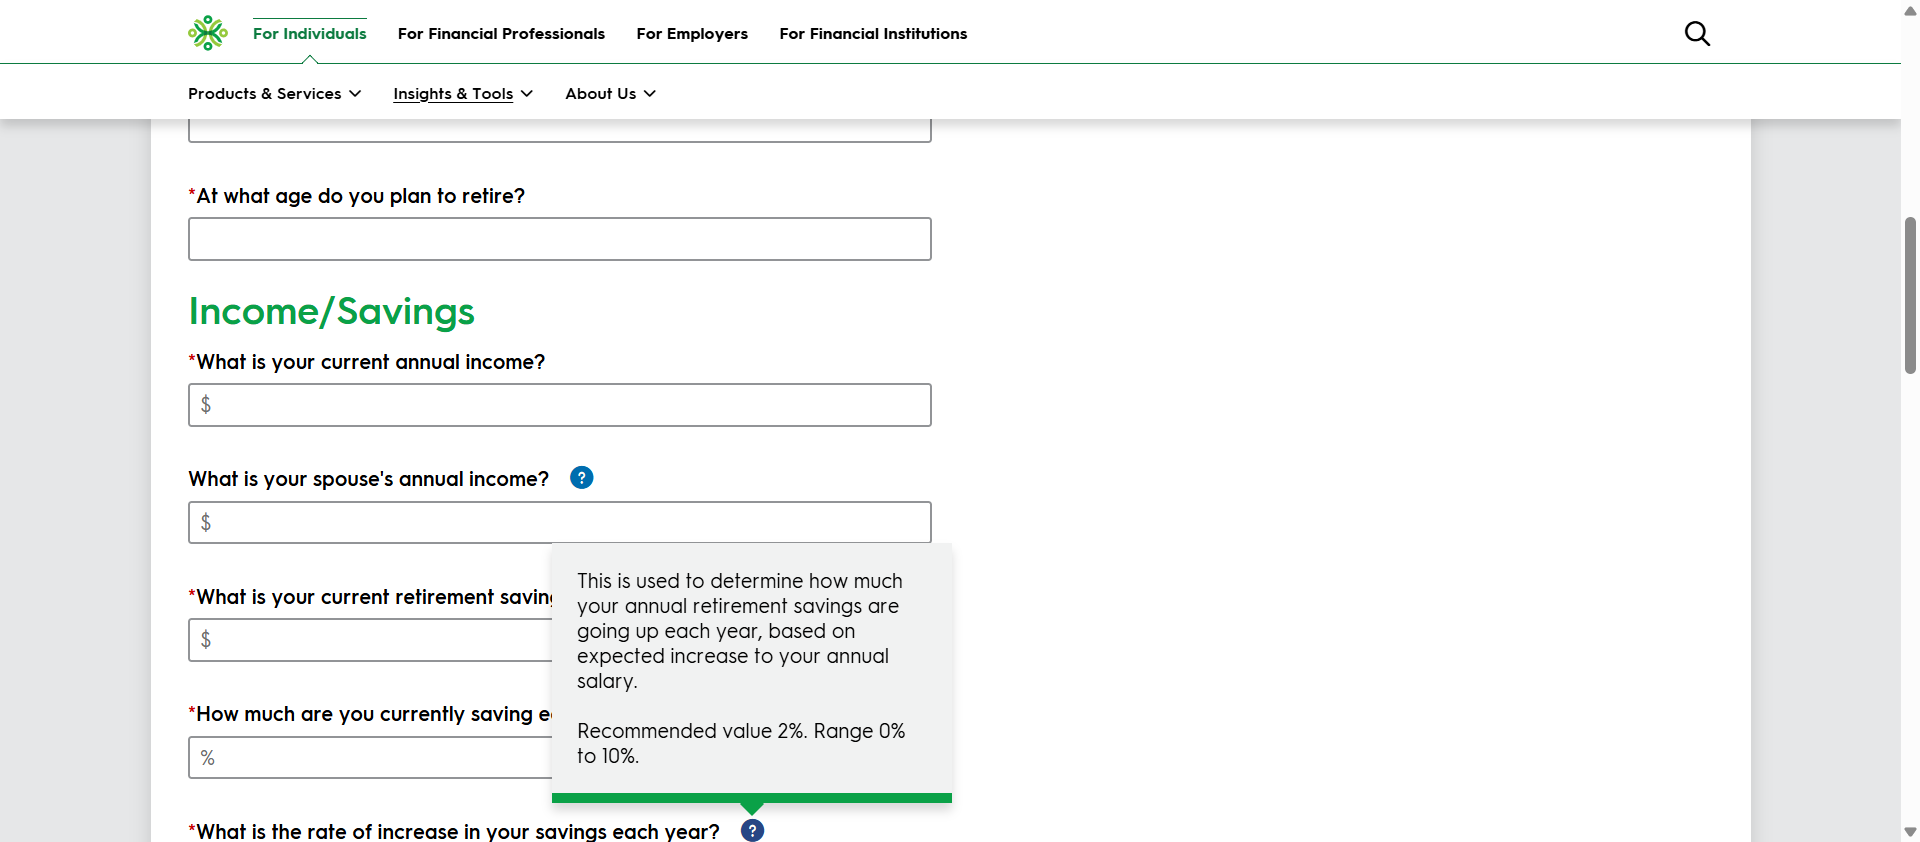 For Individuals
For Financial Professionals
For Employers
For Financial Institutions
Products & Services
Insights & Tools
About Us
*At what age do you plan to retire?
Income/Savings
*What is your current annual income?
$
What is your spouse's annual income? ?
$
*What is your current retirement
$
*How much are you currently saving
%
This is used to determine how much
your annual retirement savings are
going up each year, based on
expected increase to your annual
salary.
Recommended value 2%. Range 0%
to 10%.
*What is the rate of increase in your savings each year? ?